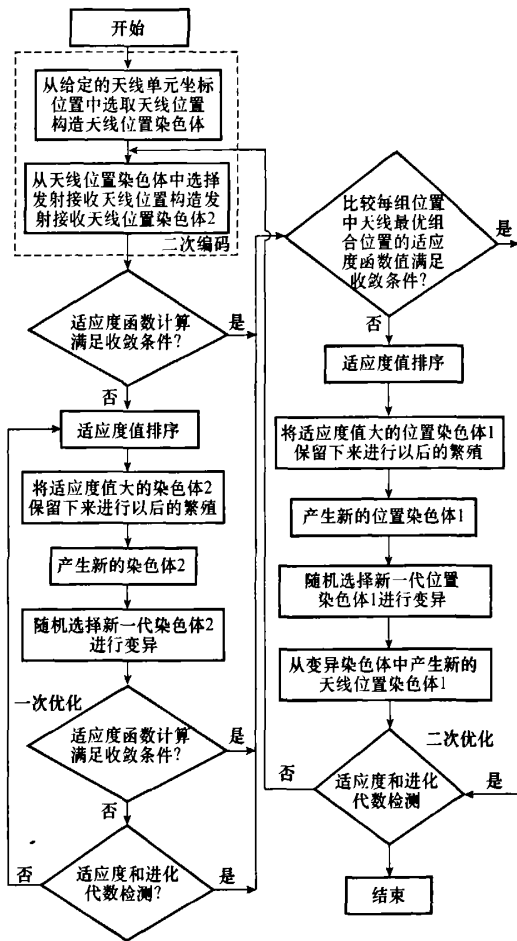 开始
从给定的天线单元坐标
位置中选取天线位置
构造天线位置染色体
从天线位置染色体中选择
发射接收天线位置构造发
射接收天线位置染色体2
二次编码
适应度函数计算
满足收敛条件?
是
否
适应度值排序
将适应度值大的染色体2
保留下来进行以后的繁殖
产生新的染色体2
随机选择新一代染色体2
进行变异
一次优化
适应度函数计算
满足收敛条件?
是
否
适应度和进化
代数检测?
否
是
比较每组位置
中天线最优组
合位置的适应
度函数值满足
收敛条件?
是
否
适应度值排序
将适应度值大的位置染色体1
保留下来进行以后的繁殖
产生新的位置染色体1
随机选择新一代位置
染色体1进行变异
从变异染色体中产生新的
天线位置染色体1
二次优化
适应度和进化
代数检测
否
是
结束